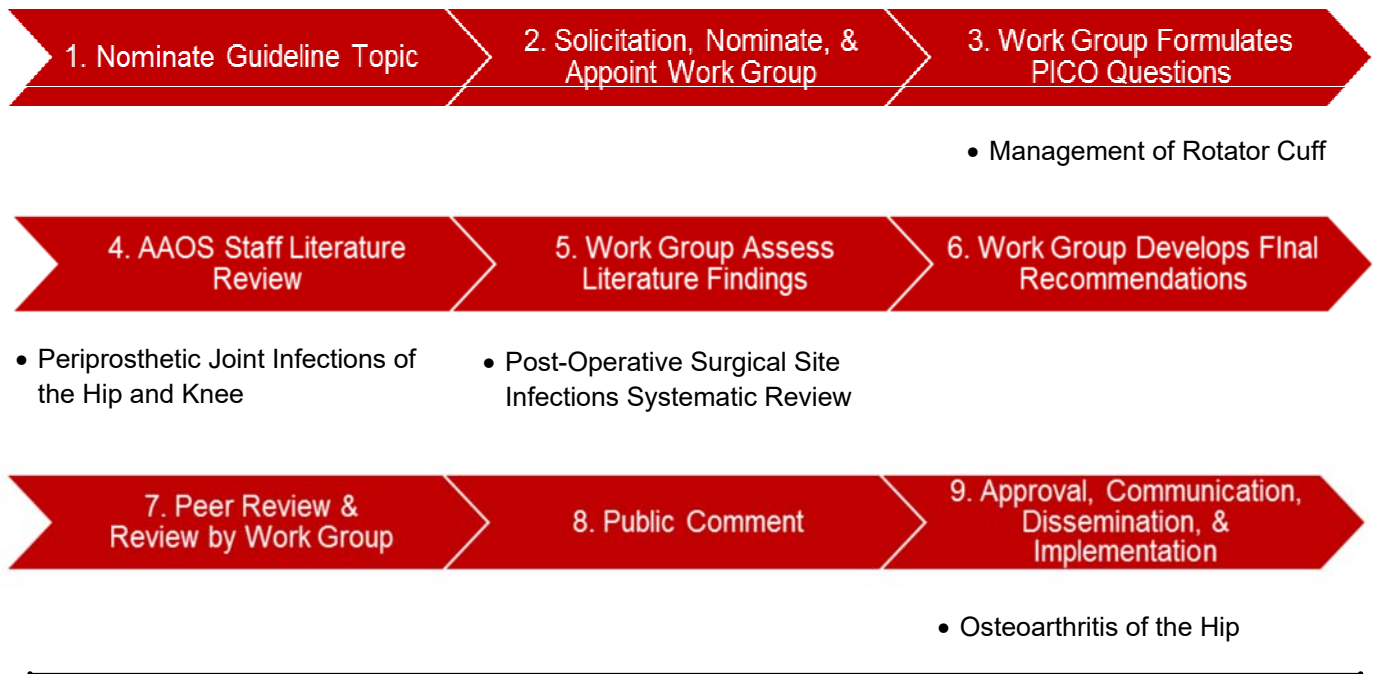 1. Nominate Guideline Topic
2. Solicitation, Nominate, &
Appoint Work Group
3. Work Group Formulates
PICO Questions
• Management of Rotator Cuff
4. AAOS Staff Literature
Review
5. Work Group Assess
Literature Findings
6. Work Group Develops FInal
Recommendations
• Periprosthetic Joint Infections of
the Hip and Knee
• Post-Operative Surgical Site
Infections Systematic Review
7. Peer Review &
Review by Work Group
8. Public Comment
9. Approval, Communication,
Dissemination, &
Implementation
• Osteoarthritis of the Hip